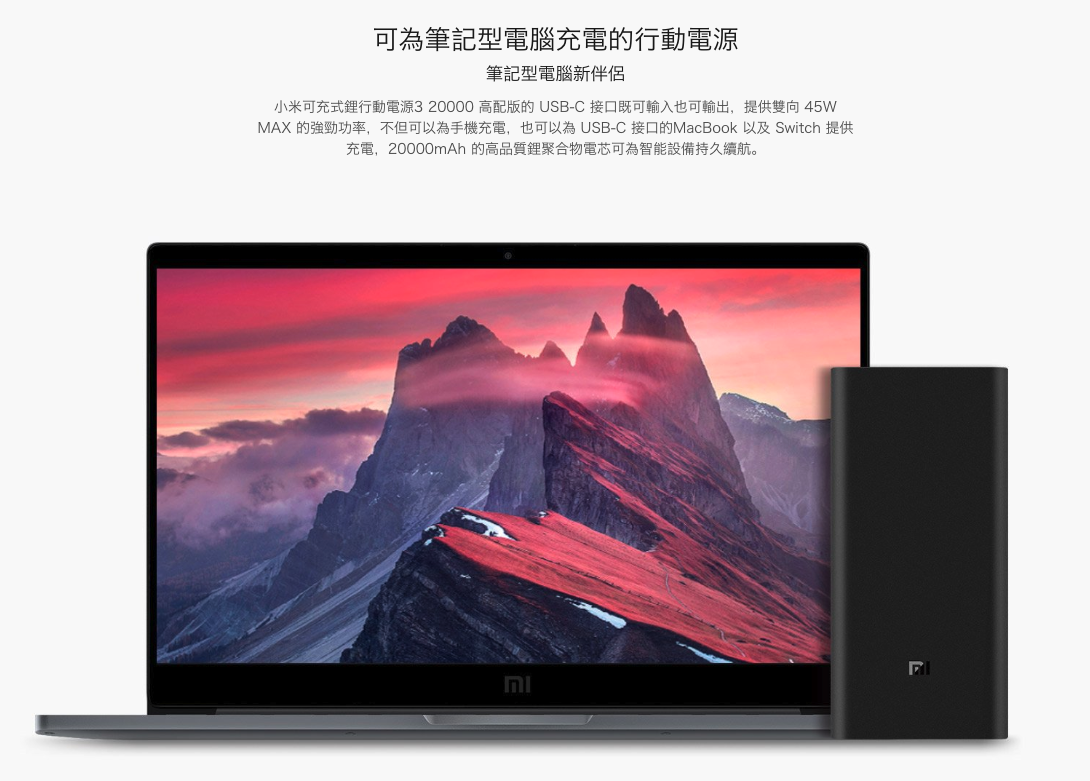 可為筆記型電腦充電的行動電源
筆記型電腦新伴侶
小米可充式鋰行動電源3 20000 高配版的 USB-C 接口既可輸入也可輸出，提供雙向 45W
MAX 的強勁功率，不但可以為手機充電，也可以為 USB-C 接口的MacBook 以及 Switch 提供
充電，20000mAh 的高品質鋰聚合物電芯可為智能設備持久續航。
mi
mi